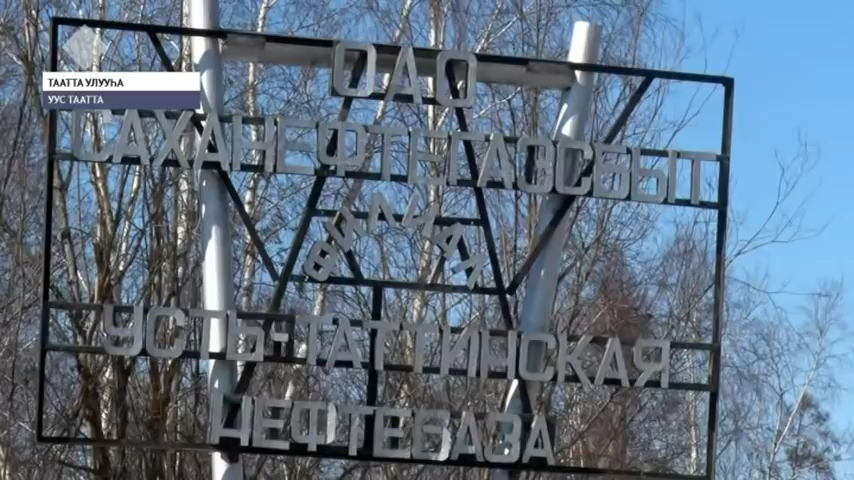 ТААТТА УЛУУҺА
УУС ТААТТА
ОАО
САХАНЕФТЕГАЗСБЫТ
ФИЛИАЛ
УСТЬ-ТАТТИНСКАЯ
НЕФТЕБАЗА